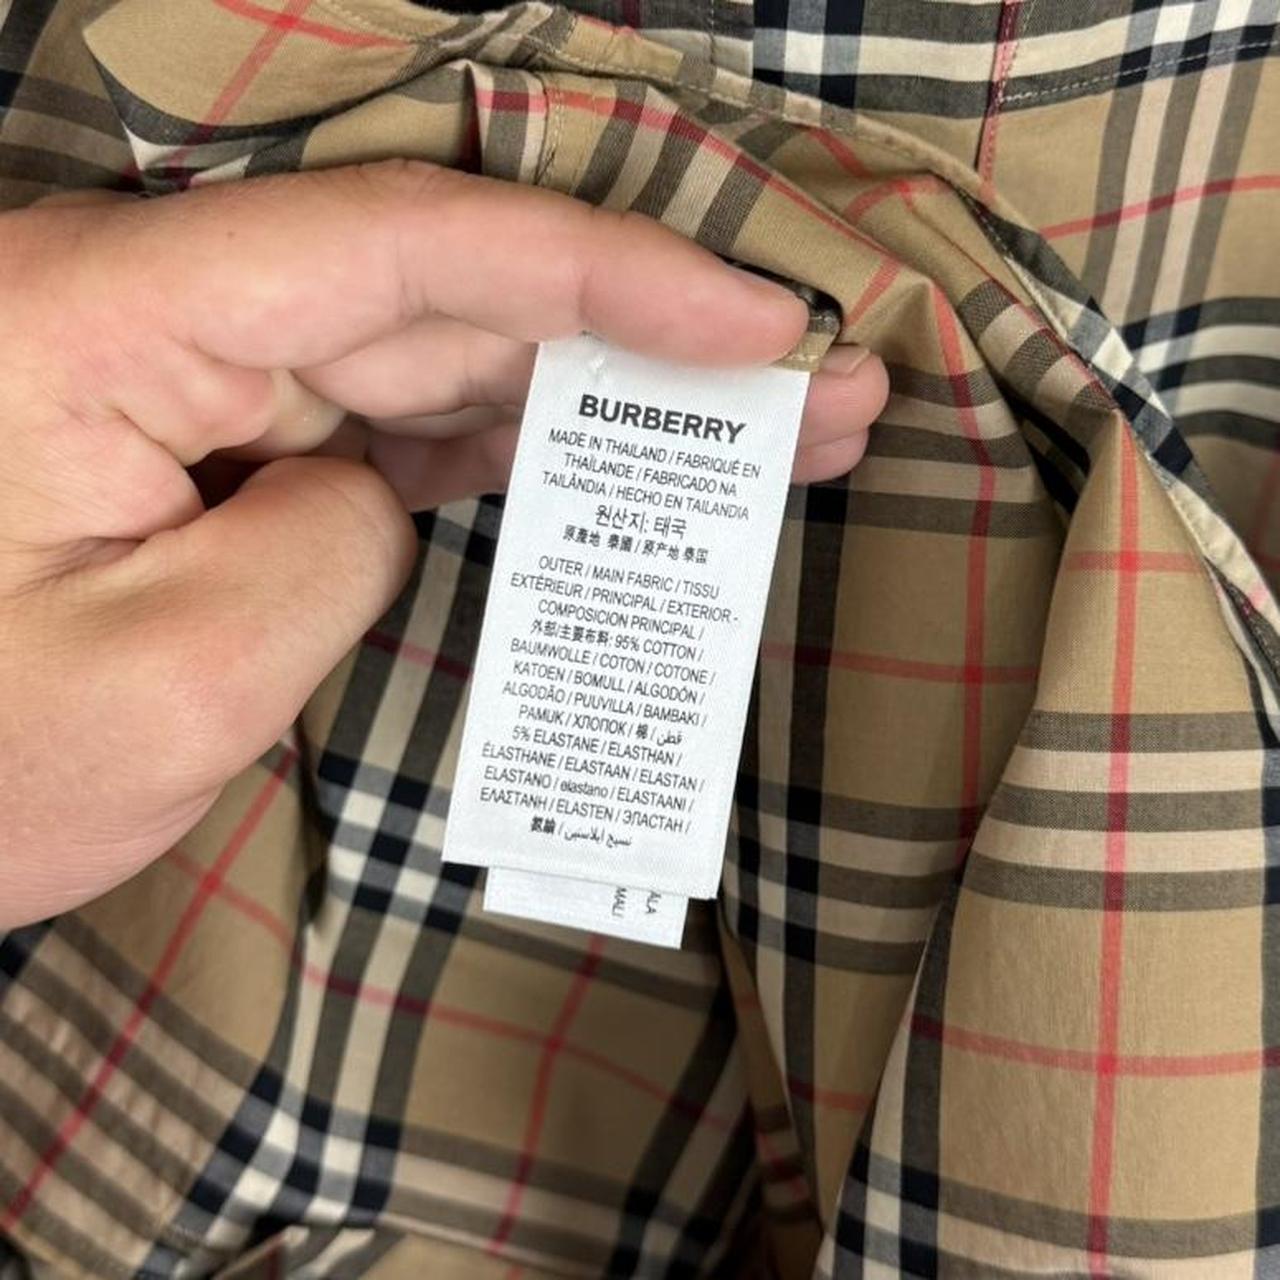 BURBERRY
MADE IN THAILAND / FABRIQUÉ EN
THAÏLANDE / FABRICADO NA
TAILÂNDIA / HECHO EN TAILANDIA
원산지: 태국
原產地 泰國 / 原产地 泰国
OUTER / MAIN FABRIC / TISSU
EXTÉRIEUR / PRINCIPAL / EXTERIOR -
COMPOSICION PRINCIPAL /
外部/主要布料: 95% COTTON /
BAUMWOLLE / COTON / COTONE /
KATOEN / BOMULL / ALGODÓN /
ALGODÃO / PUUVILLA / BAMBAKI /
PAMUK / ХЛОПОК / 棉 / قطن
5% ELASTANE / ELASTHAN /
ÉLASTHANE / ELASTAAN / ELASTAN /
ELASTANO / elastano / ELASTAANI /
ΕΛΑΣΤΑΝΗ / ELASTEN / ЭЛАСТАН /
氨綸 / نسيج ايلاستين
ALA
MALI